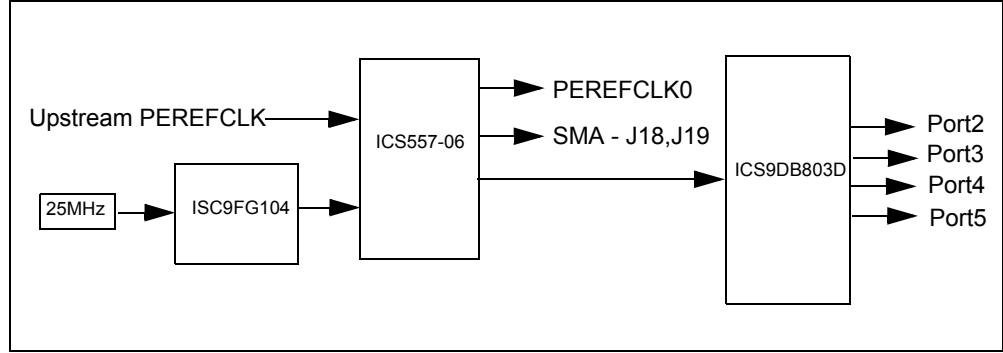 PEREFCLK0
Upstream PEREFCLK
ICS557-06
SMA - J18,J19
ICS9DB803D
Port2
Port3
Port4
Port5
25MHz
ISC9FG104